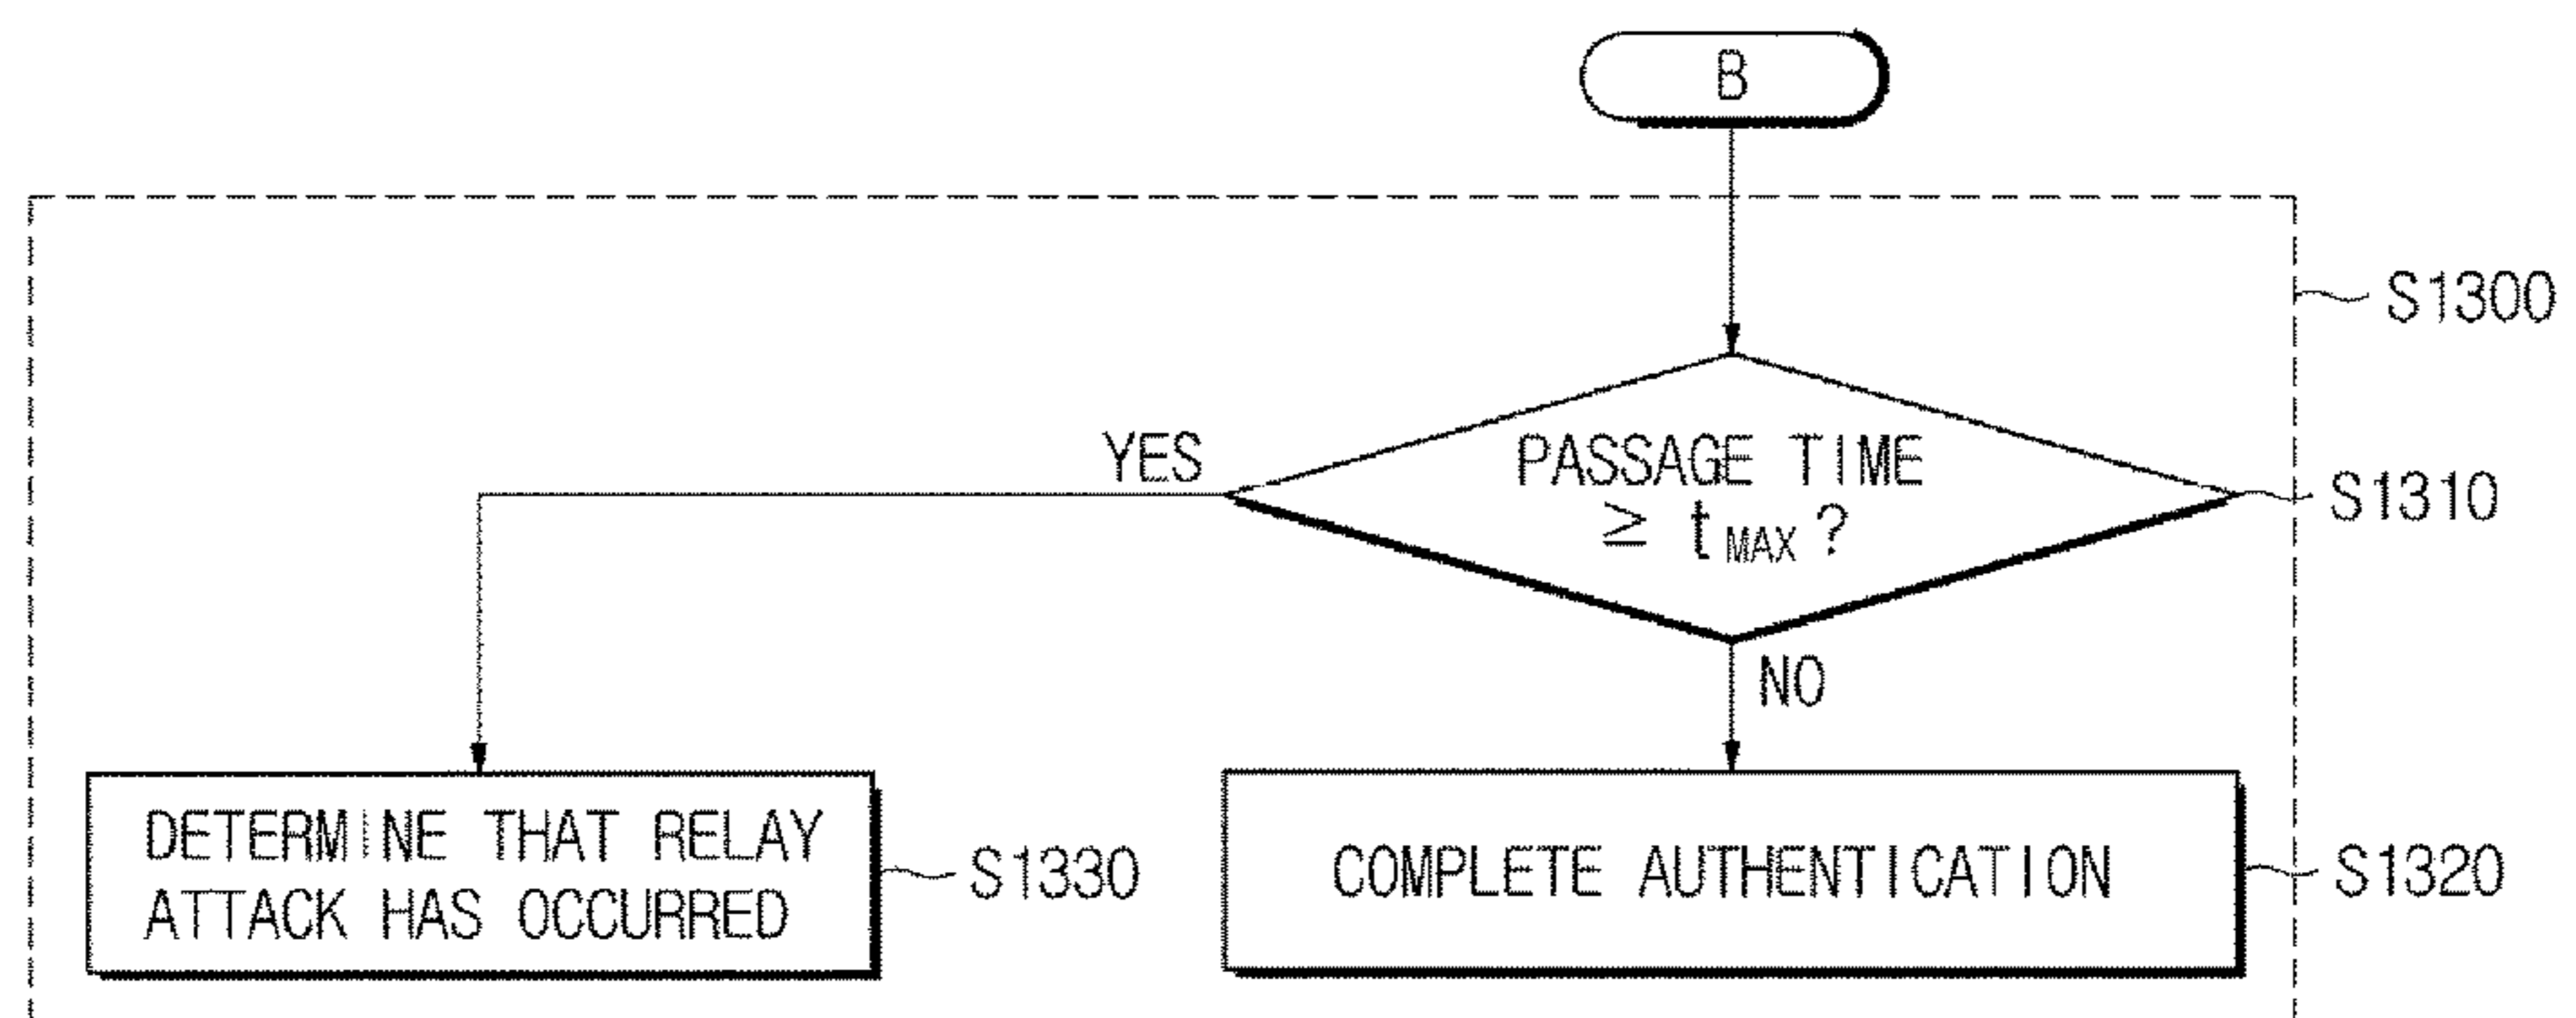 B
S1300
YES
PASSAGE TIME
≥ tMAX?
S1310
NO
DETERMINE THAT RELAY
ATTACK HAS OCCURRED
S1330
COMPLETE AUTHENTICATION
S1320